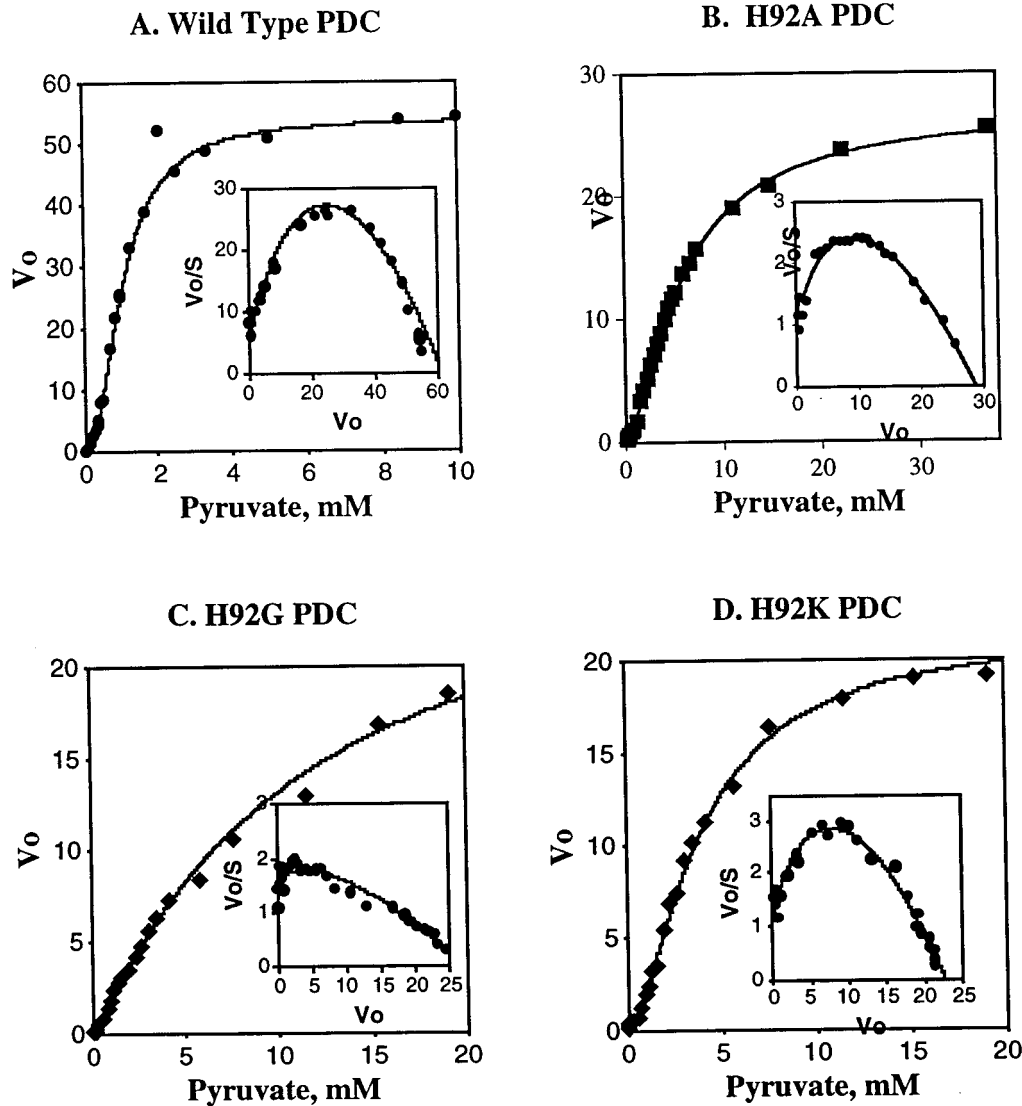 A. Wild Type PDC
B. H92A PDC
60
50
40
30
20
10
0
Vo
0 2 4 6 8 10
Pyruvate, mM
30
20
10
0
Vo/S
0 20 40 60
Vo
30
20
10
0
Vo
0 10 20 30
Pyruvate, mM
3
2
1
0
Vo/S
0 10 20 30
Vo
C. H92G PDC
D. H92K PDC
20
15
10
5
0
Vo
0 5 10 15 20
Pyruvate, mM
3
2
1
0
Vo/S
0 5 10 15 20 25
Vo
20
15
10
5
0
Vo
0 5 10 15 20
Pyruvate, mM
3
2
1
0
Vo/S
0 5 10 15 20 25
Vo